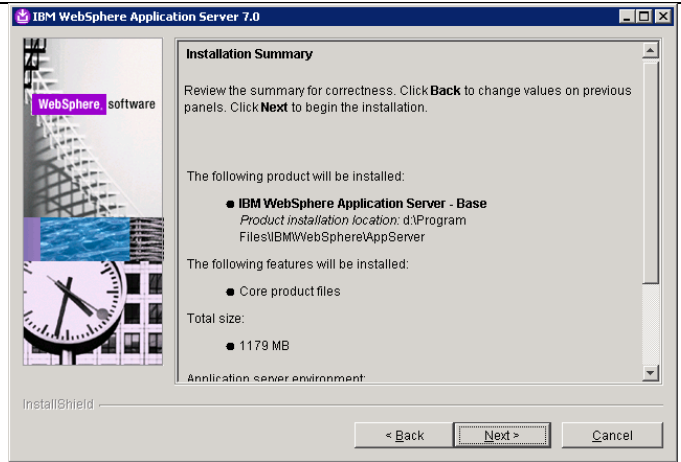 IBM WebSphere Application Server 7.0
WebSphere. software
Installation Summary
Review the summary for correctness. Click Back to change values on previous
panels. Click Next to begin the installation.
The following product will be installed:
IBM WebSphere Application Server - Base
Product installation location: d:\Program
Files\IBM\WebSphere\AppServer
The following features will be installed:
Core product files
Total size:
1179 MB
Application server environment:
InstallShield
< Back
Next >
Cancel